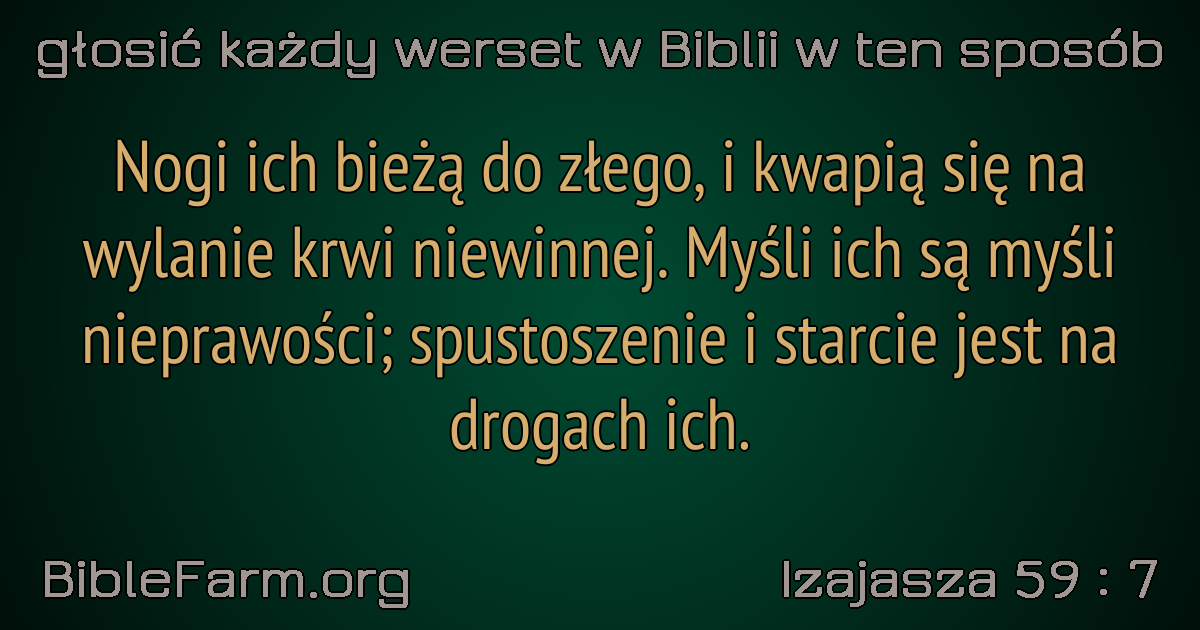 głosić każdy werset w Biblii w ten sposób
Nogi ich bieżą do złego, i kwapią się na
wylanie krwi niewinnej. Myśli ich są myśli
nieprawości; spustoszenie i starcie jest na
drogach ich.
BibleFarm.org
Izajasza 59 : 7